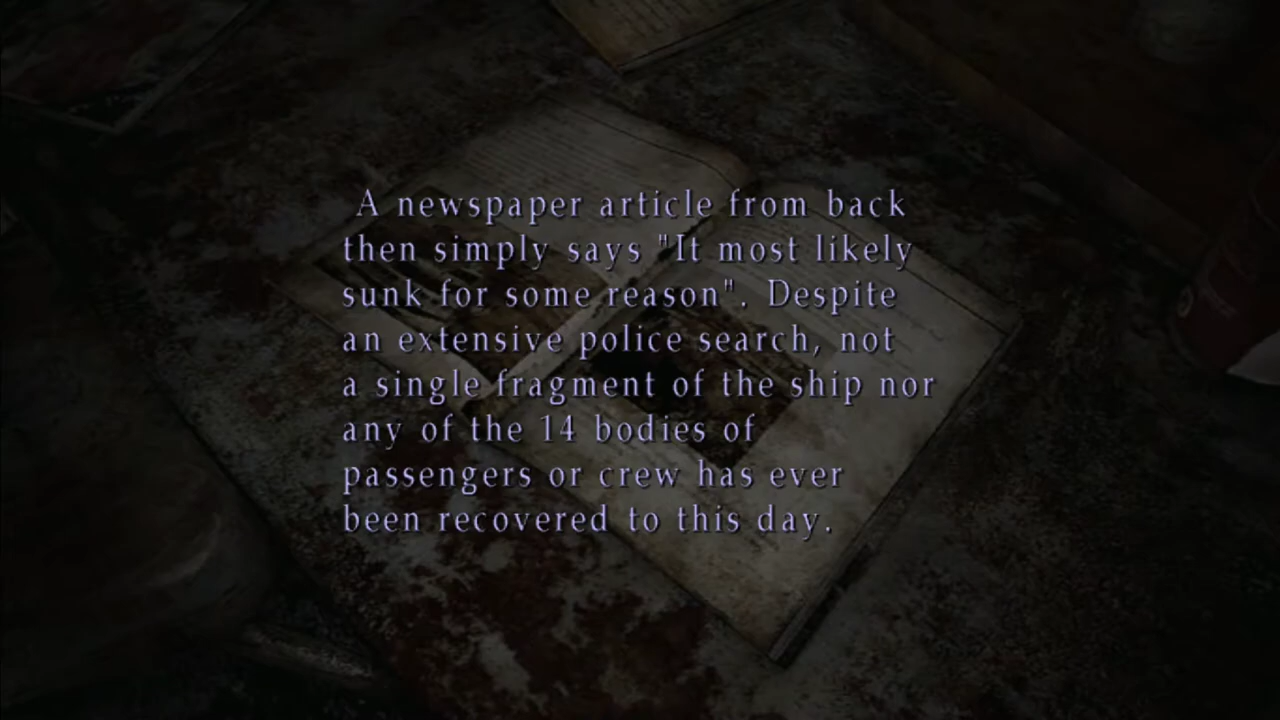 A newspaper article from back
then simply says "It most likely
sunk for some reason". Despite
an extensive police search, not
a single fragment of the ship nor
any of the 14 bodies of
passengers or crew has ever
been recovered to this day.